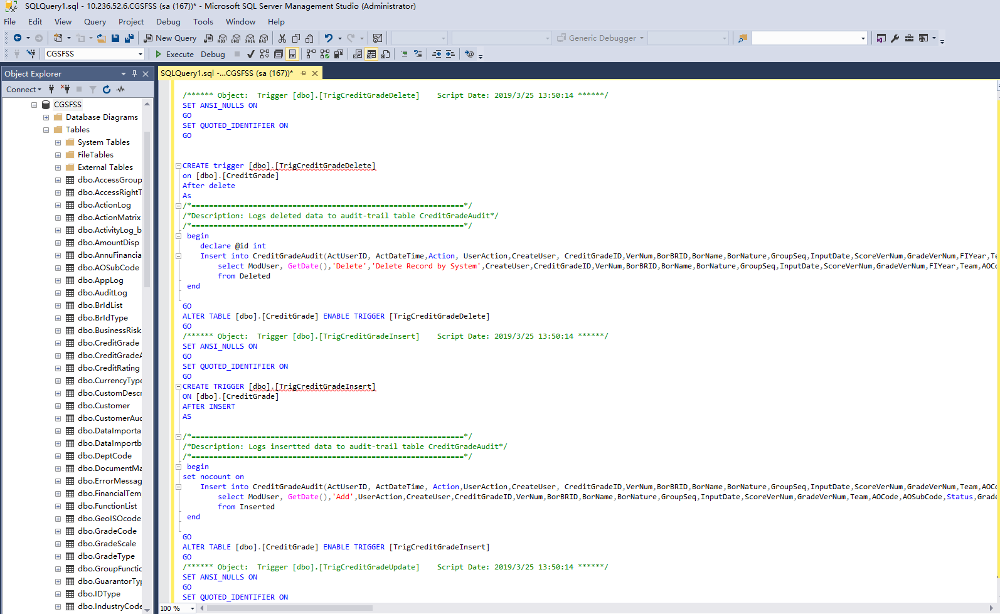 SQLQuery1.sql - 10.236.52.6.CGSFSS (sa (167))* - Microsoft SQL Server Management Studio (Administrator)
File Edit View Query Project Debug Tools Window Help
New Query MDX DMX XMLA DAX Generic Debugger
CGSFSS Execute Debug
Object Explorer
Connect
CGSFSS
Database Diagrams
Tables
System Tables
FileTables
External Tables
dbo.AccessGroup
dbo.AccessRightT
dbo.ActionLog
dbo.ActionMatrix
dbo.ActivityLog_b
dbo.AmountDisp
dbo.AnnuFinancia
dbo.AOSubCode
dbo.AppLog
dbo.AuditLog
dbo.BrIdList
dbo.BrIdType
dbo.BusinessRisk
dbo.CreditGrade
dbo.CreditGradeA
dbo.CreditRating
dbo.CurrencyType
dbo.CustomDescr
dbo.Customer
dbo.CustomerAuc
dbo.DataImporta
dbo.DataImportb
dbo.DeptCode
dbo.DocumentMa
dbo.ErrorMessag
dbo.FinancialTem
dbo.FunctionList
dbo.GeoISOcode
dbo.GradeCode
dbo.GradeScale
dbo.GradeType
dbo.GroupFunctic
dbo.GuarantorTy
dbo.IDType
dbo.IndustryCode
SQLQuery1.sql -...CGSFSS (sa (167))*
/****** Object:  Trigger [dbo].[TrigCreditGradeDelete]    Script Date: 2019/3/25 13:50:14 ******/
SET ANSI_NULLS ON
GO
SET QUOTED_IDENTIFIER ON
GO
CREATE trigger [dbo].[TrigCreditGradeDelete]
on [dbo].[CreditGrade]
After delete
As
/*==============================================================*/
/*Description: Logs deleted data to audit-trail table CreditGradeAudit*/
/*==============================================================*/
begin
declare @id int
Insert into CreditGradeAudit(ActUserID, ActDateTime,Action, UserAction,CreateUser, CreditGradeID,VerNum,BorBRID,BorName,BorNature,GroupSeq,InputDate,ScoreVerNum,GradeVerNum,FIYear,Te
select ModUser, GetDate(),'Delete','Delete Record by System',CreateUser,CreditGradeID,VerNum,BorBRID,BorName,BorNature,GroupSeq,InputDate,ScoreVerNum,GradeVerNum,FIYear,Team,AOCo
from Deleted
end
GO
ALTER TABLE [dbo].[CreditGrade] ENABLE TRIGGER [TrigCreditGradeDelete]
GO
/****** Object:  Trigger [dbo].[TrigCreditGradeInsert]    Script Date: 2019/3/25 13:50:14 ******/
SET ANSI_NULLS ON
GO
SET QUOTED_IDENTIFIER ON
GO
CREATE TRIGGER [dbo].[TrigCreditGradeInsert]
ON [dbo].[CreditGrade]
AFTER INSERT
AS
/*==============================================================*/
/*Description: Logs insertted data to audit-trail table CreditGradeAudit*/
/*==============================================================*/
begin
set nocount on
Insert into CreditGradeAudit(ActUserID, ActDateTime, Action,UserAction,CreateUser, CreditGradeID,VerNum,BorBRID,BorName,BorNature,GroupSeq,InputDate,ScoreVerNum,GradeVerNum,Team,AOCo
select ModUser, GetDate(),'Add',UserAction,CreateUser,CreditGradeID,VerNum,BorBRID,BorName,BorNature,GroupSeq,InputDate,ScoreVerNum,GradeVerNum,Team,AOCode,AOSubCode,Status,Grade
from Inserted
end
GO
ALTER TABLE [dbo].[CreditGrade] ENABLE TRIGGER [TrigCreditGradeInsert]
GO
/****** Object:  Trigger [dbo].[TrigCreditGradeUpdate]    Script Date: 2019/3/25 13:50:14 ******/
SET ANSI_NULLS ON
GO
SET QUOTED_IDENTIFIER ON
100 %